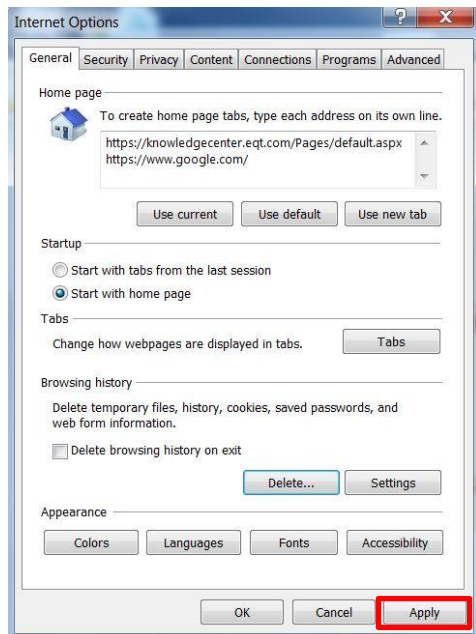 Internet Options
General Security Privacy Content Connections Programs Advanced
Home page
To create home page tabs, type each address on its own line.
https://knowledgecenter.eqt.com/Pages/default.aspx
https://www.google.com/
Use current Use default Use new tab
Startup
Start with tabs from the last session
Start with home page
Tabs
Change how webpages are displayed in tabs. Tabs
Browsing history
Delete temporary files, history, cookies, saved passwords, and
web form information.
Delete browsing history on exit
Delete... Settings
Appearance
Colors Languages Fonts Accessibility
OK Cancel Apply